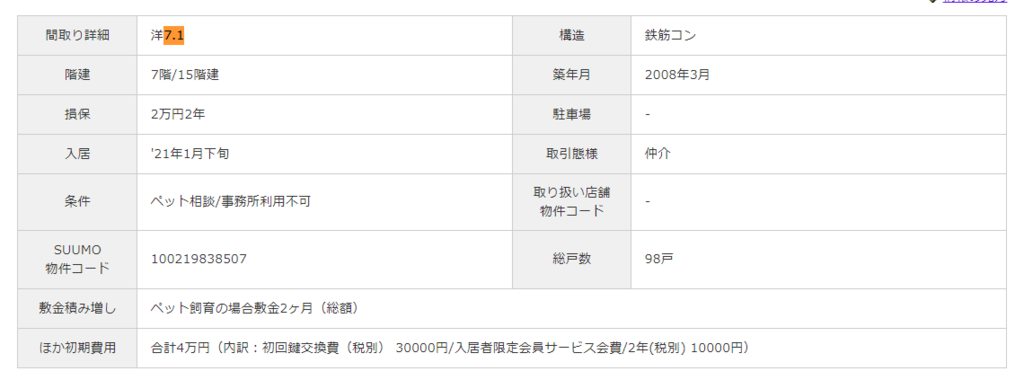 間取り詳細 洋7.1 構造 鉄筋コン
階建 7階/15階建 築年月 2008年3月
損保 2万円2年 駐車場 -
入居 '21年1月下旬 取引態様 仲介
条件 ペット相談/事務所利用不可 取り扱い店舗
物件コード -
SUUMO
物件コード 100219838507 総戸数 98戸
敷金積み増し ペット飼育の場合敷金2ヶ月（総額）
ほか初期費用 合計4万円（内訳：初回鍵交換費（税別） 30000円/入居者限定会員サービス会費/2年(税別) 10000円）